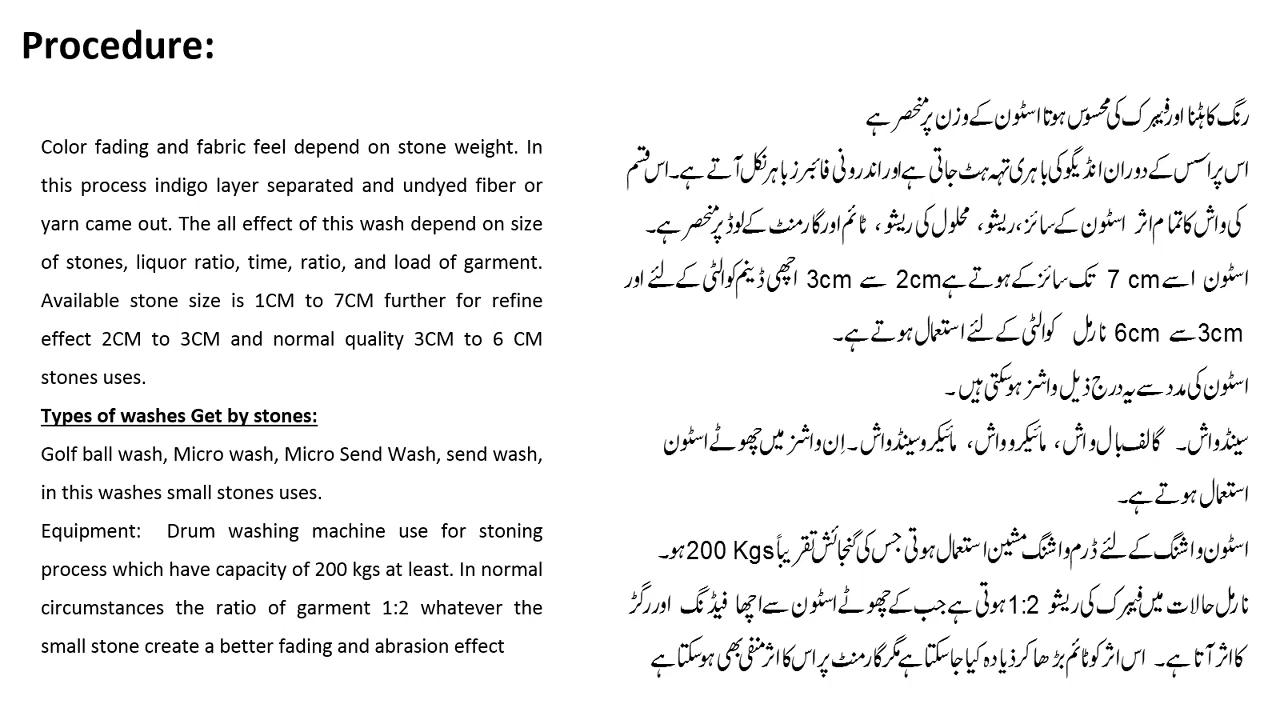 Procedure:
Color fading and fabric feel depend on stone weight. In
this process indigo layer separated and undyed fiber or
yarn came out. The all effect of this wash depend on size
of stones, liquor ratio, time, ratio, and load of garment.
Available stone size is 1CM to 7CM further for refine
effect 2CM to 3CM and normal quality 3CM to 6 CM
stones uses.
Types of washes Get by stones:
Golf ball wash, Micro wash, Micro Send Wash, send wash,
in this washes small stones uses.
Equipment:  Drum washing machine use for stoning
process which have capacity of 200 kgs at least. In normal
circumstances the ratio of garment 1:2 whatever the
small stone create a better fading and abrasion effect
رنگ کا ہٹنا اور فیبرک کی محسوس ہوتا اسٹون کے وزن پر منحصر ہے
اس پراسس کے دوران انڈیگو کی باہری تہہ ہٹ جاتی ہے اور اندرونی فائبرز باہر نکل آتے ہے۔ اس قسم
کی واش کا تمام اثر اسٹون کے سائز، ریشو، محلول کی ریشو، ٹائم اور گارمنٹ کے لوڈ پر منحصر ہے۔
اسٹون 1سے 7 cm تک سائز کے ہوتے ہے 2cm سے 3cm اچھی ڈینم کوالٹی کے لئے اور
3cm سے 6cm نارمل کوالٹی کے لئے استعمال ہوتے ہے۔
اسٹون کی مدد سے یہ درج ذیل واشز ہو سکتی ہیں۔
سینڈواش۔ گالف بال واش، مائیکرو واش، مائیکرو سینڈواش۔ اِن واشز میں چھوٹے اسٹون
استعمال ہوتے ہے۔
اسٹون واشنگ کے لئے ڈرم واشنگ مشین استعمال ہوتی جس کی گنجائش تقریباً 200 Kgs ہو۔
نارمل حالات میں فیبرک کی ریشو 1:2 ہوتی ہے جب کے چھوٹے اسٹون سے اچھا فیڈنگ اور رگڑ
کا اثر آتا ہے۔ اس اثر کو ٹائم بڑھا کر ذیادہ کیا جاسکتا ہے مگر گارمنٹ پر اس کا اثر منفی بھی ہو سکتا ہے